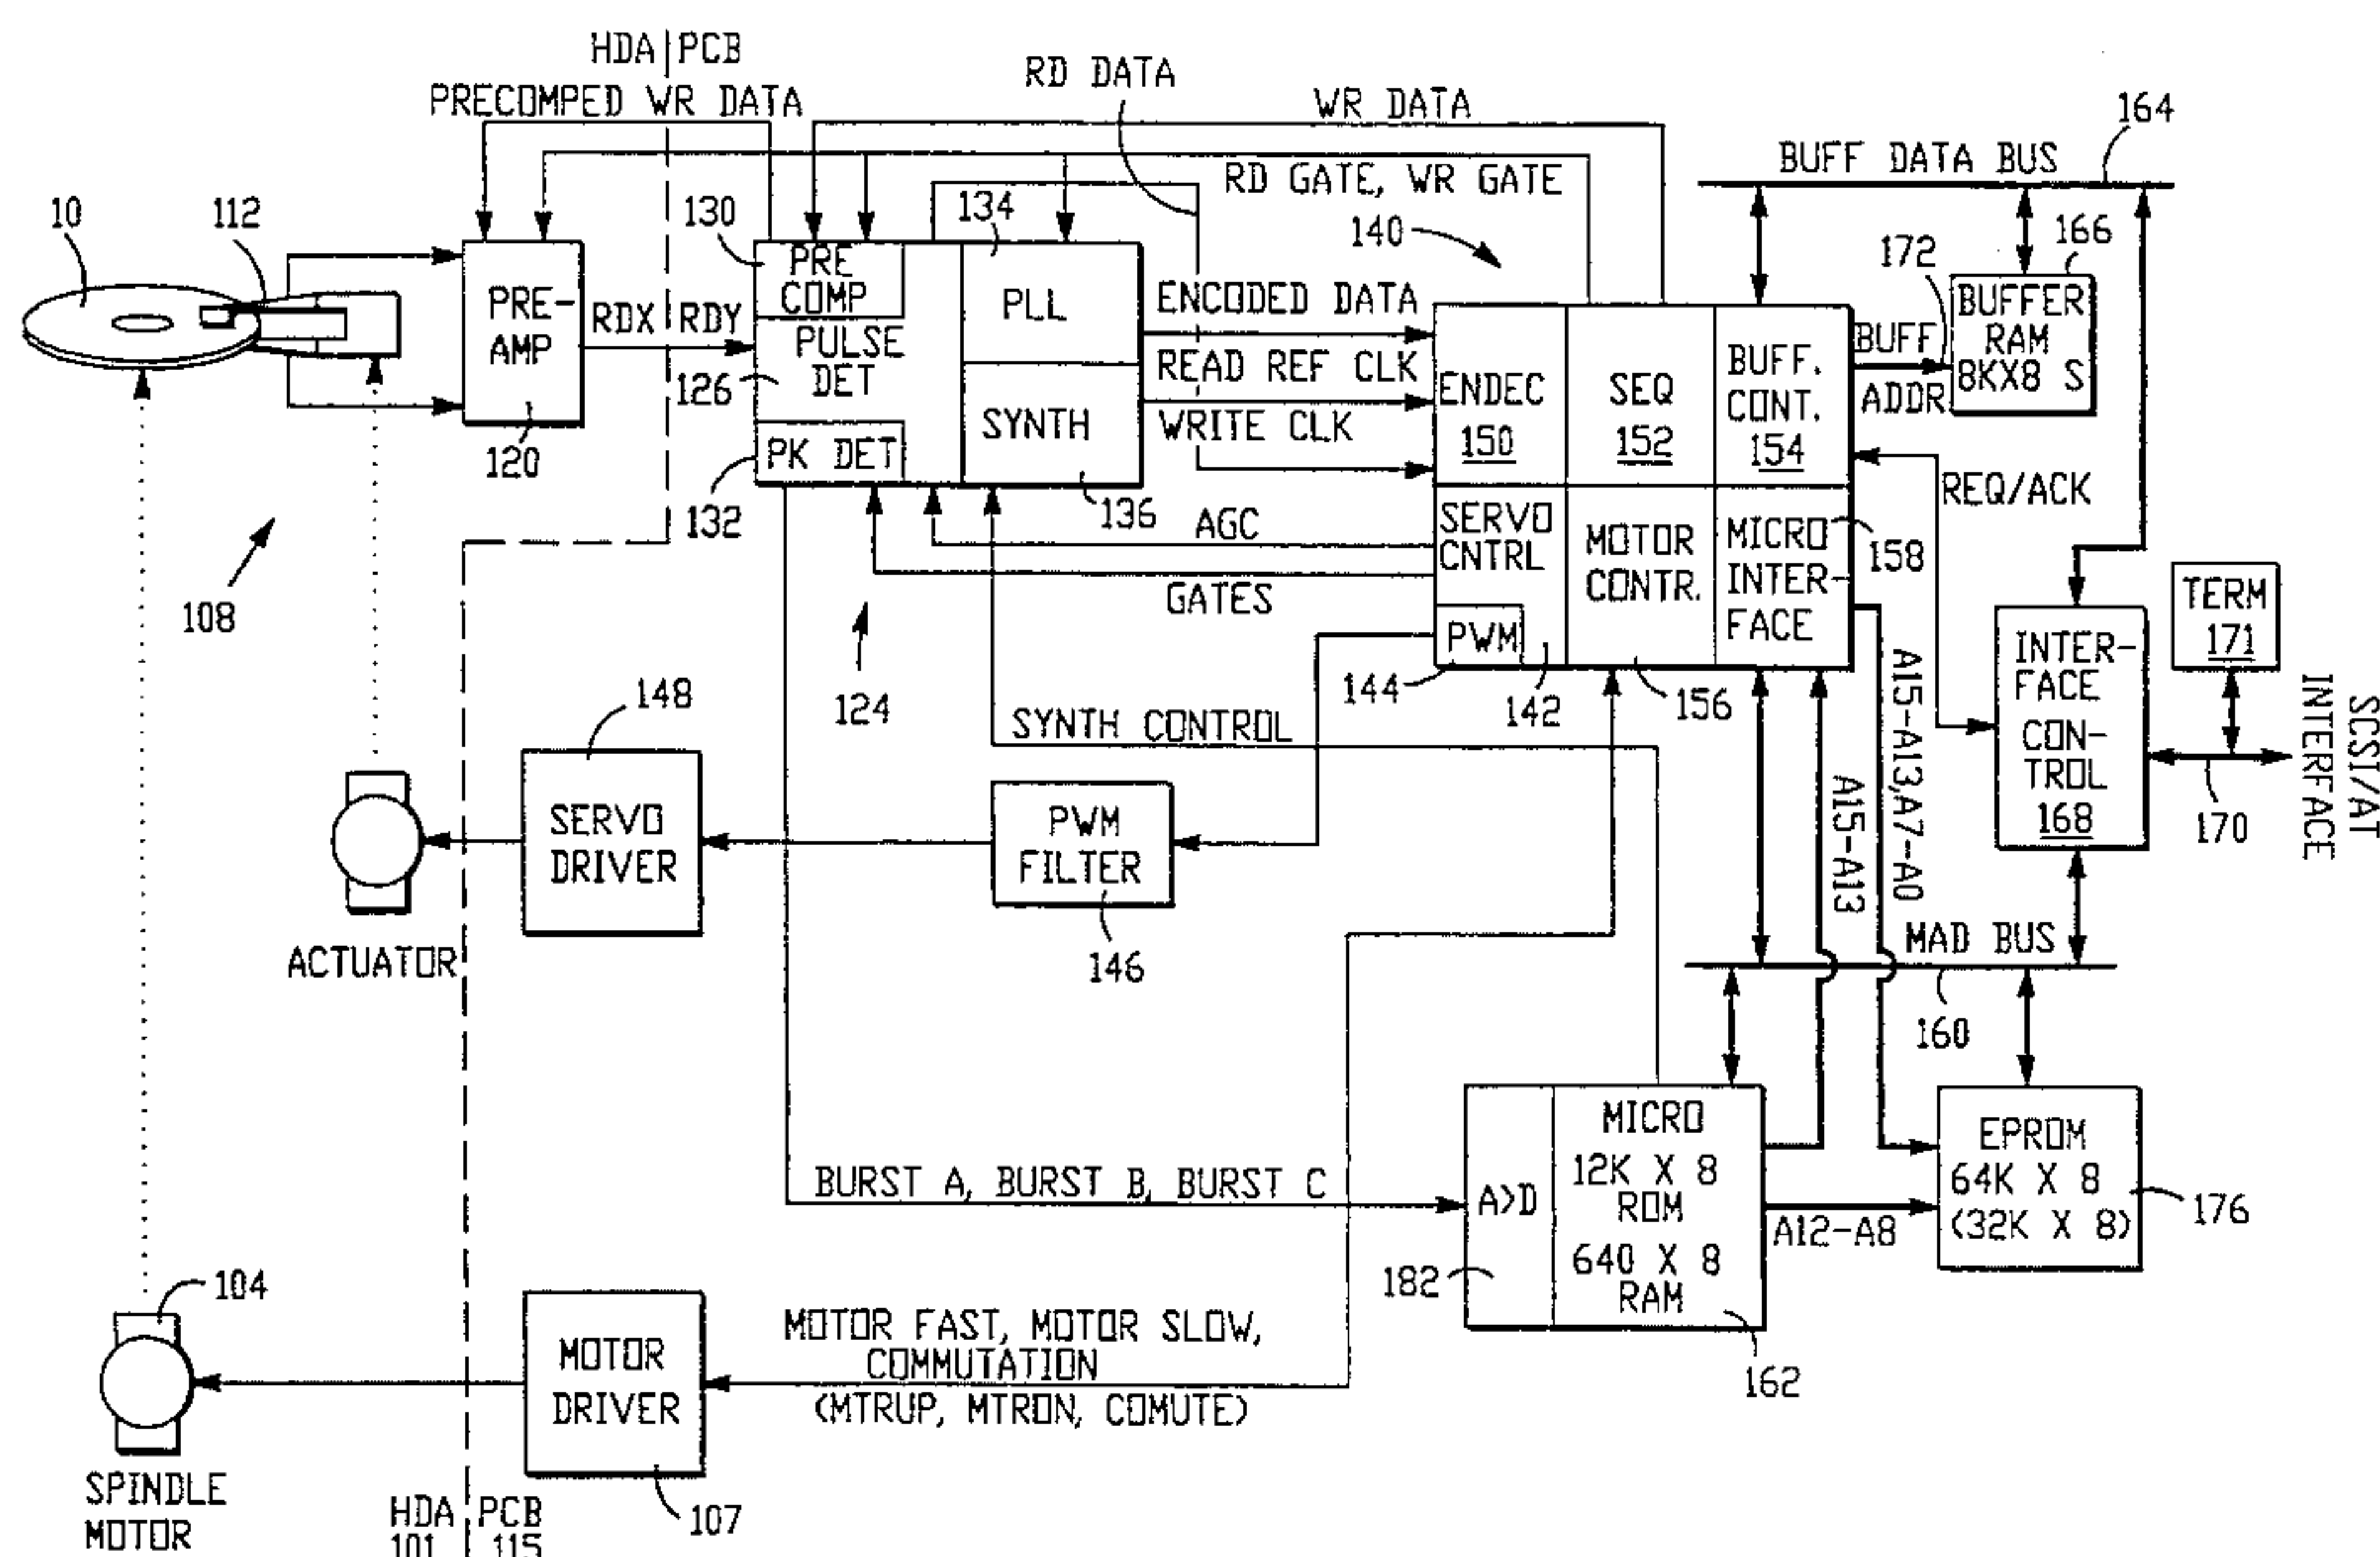 HDA PCB
PRECOMPED WR DATA
RD DATA
WR DATA
164
BUFF DATA BUS
RD GATE, WR GATE
10
112
130
134
140
166
172
PRE-
AMP
120
RDX RDY
PRE
COMP
PULSE
DET
126
PK DET
132
PLL
SYNTH
136
ENCODED DATA
READ REF CLK
WRITE CLK
ENDEC
150
SEQ
152
BUFF.
CONT.
154
BUFF
ADDR
BUFFER
RAM
8KX8 S
REQ/ACK
AGC
GATES
SERVO
CNTRL
PWM
MOTOR
CONTR.
MICRO
INTER-
FACE
158
108
124
144
142
156
TERM
171
INTER-
FACE
CON-
TROL
168
170
SCSI/AT
INTERFACE
A15-A13,A7-A0
A15-A13
148
SYNTH CONTROL
SERVO
DRIVER
PWM
FILTER
146
ACTUATOR
MAD BUS
160
BURST A, BURST B, BURST C
A>D
182
MICRO
12K X 8
ROM
640 X 8
RAM
162
A12-A8
EPROM
64K X 8
(32K X 8)
176
104
MOTOR
DRIVER
107
MOTOR FAST, MOTOR SLOW,
COMMUTATION
(MTRUP, MTRON, COMUTE)
SPINDLE
MOTOR
HDA PCB
101 115